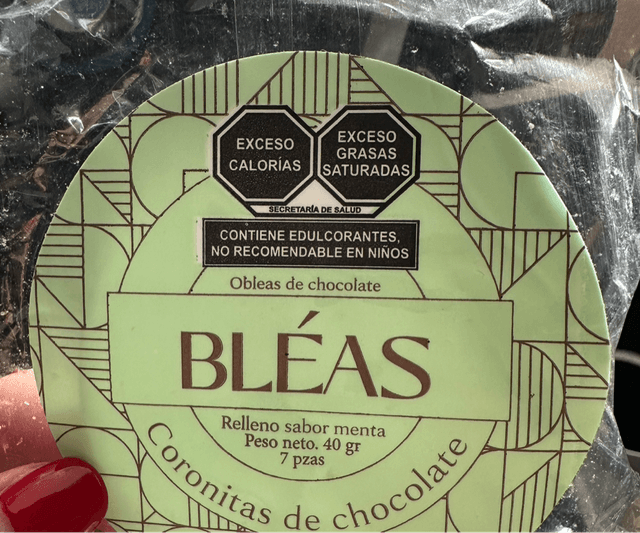 EXCESO
CALORÍAS
EXCESO
GRASAS
SATURADAS
SECRETARÍA DE SALUD
CONTIENE EDULCORANTES,
NO RECOMENDABLE EN NIÑOS
Obleas de chocolate
BLÉAS
Relleno sabor menta
Peso neto. 40 gr
7 pzas
Coronitas de chocolate